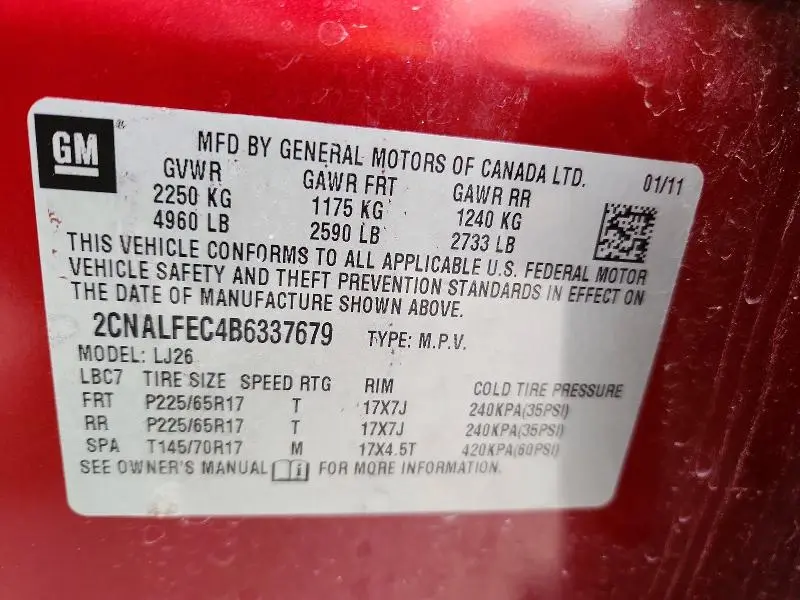 GM®
MFD BY GENERAL MOTORS OF CANADA LTD. 01/11
GVWR GAWR FRT GAWR RR
2250 KG 1175 KG 1240 KG
4960 LB 2590 LB 2733 LB
THIS VEHICLE CONFORMS TO ALL APPLICABLE U.S. FEDERAL MOTOR
VEHICLE SAFETY AND THEFT PREVENTION STANDARDS IN EFFECT ON
THE DATE OF MANUFACTURE SHOWN ABOVE.
2CNALFEC4B6337679 TYPE: M.P.V.
MODEL: LJ26
LBC7 TIRE SIZE SPEED RTG RIM COLD TIRE PRESSURE
FRT P225/65R17 T 17X7J 240KPA(35PSI)
RR P225/65R17 T 17X7J 240KPA(35PSI)
SPA T145/70R17 M 17X4.5T 420KPA(60PSI)
SEE OWNER'S MANUAL i FOR MORE INFORMATION.